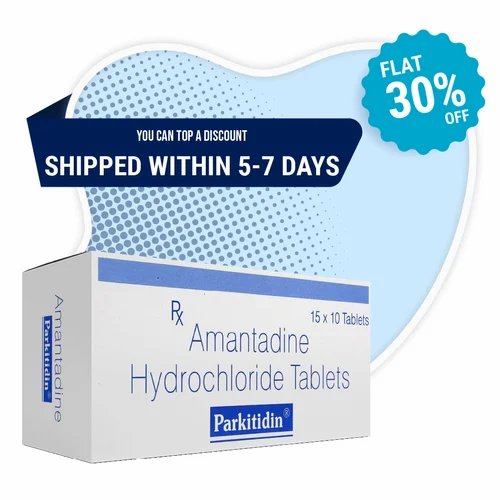 FLAT
30%
OFF
YOU CAN TOP A DISCOUNT
SHIPPED WITHIN 5-7 DAYS
Rx
15 x 10 Tablets
Amantadine
Hydrochloride Tablets
Parkitidin®
Amantadine
Parkitidin®